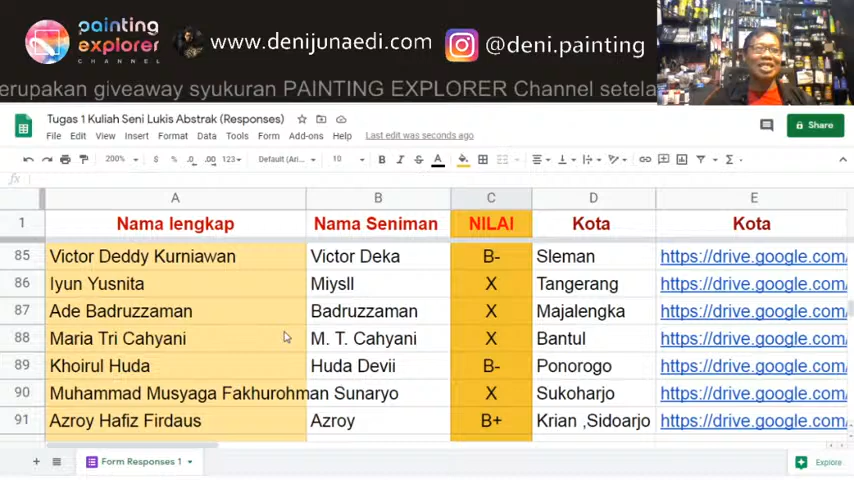 painting
explorer
CHANNEL
www.denijunaedi.com
@deni.painting
erupakan giveaway syukuran PAINTING EXPLORER Channel setela
Tugas 1 Kuliah Seni Lukis Abstrak (Responses)
File Edit View Insert Format Data Tools Form Add-ons Help Last edit was seconds ago
Share
200% $ % .0 .00 123 Default (Ari... 10 B I S A
fx
A B C D E
1 Nama lengkap Nama Seniman NILAI Kota Kota
85 Victor Deddy Kurniawan Victor Deka B- Sleman https://drive.google.com/
86 Iyun Yusnita Miysll X Tangerang https://drive.google.com/
87 Ade Badruzzaman Badruzzaman X Majalengka https://drive.google.com/
88 Maria Tri Cahyani M. T. Cahyani X Bantul https://drive.google.com/
89 Khoirul Huda Huda Devii B- Ponorogo https://drive.google.com/
90 Muhammad Musyaga Fakhurohman Sunaryo X Sukoharjo https://drive.google.com/
91 Azroy Hafiz Firdaus Azroy B+ Krian ,Sidoarjo https://drive.google.com/
Form Responses 1
Explore